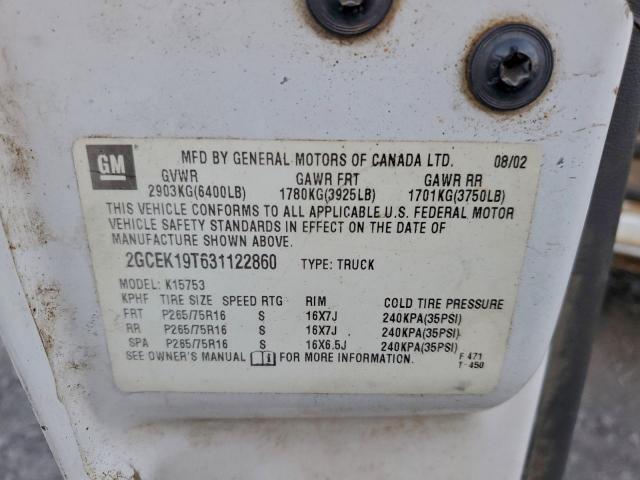 GM MFD BY GENERAL MOTORS OF CANADA LTD. 08/02
GVWR GAWR FRT GAWR RR
2903KG(6400LB) 1780KG(3925LB) 1701KG(3750LB)
THIS VEHICLE CONFORMS TO ALL APPLICABLE U.S. FEDERAL MOTOR
VEHICLE SAFETY STANDARDS IN EFFECT ON THE DATE OF
MANUFACTURE SHOWN ABOVE.
2GCEK19T631122860 TYPE: TRUCK
MODEL: K15753
KPHF TIRE SIZE SPEED RTG RIM COLD TIRE PRESSURE
FRT P265/75R16 S 16X7J 240KPA(35PSI)
RR P265/75R16 S 16X7J 240KPA(35PSI)
SPA P265/75R16 S 16X6.5J 240KPA(35PSI)
SEE OWNER'S MANUAL FOR MORE INFORMATION. F 471
T-450